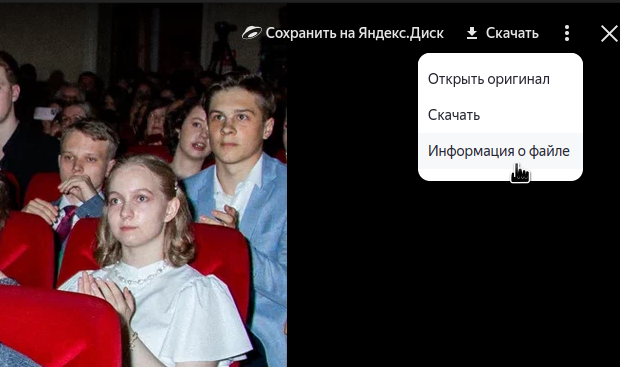 Сохранить на Яндекс.Диск
Скачать
Открыть оригинал
Скачать
Информация о файле